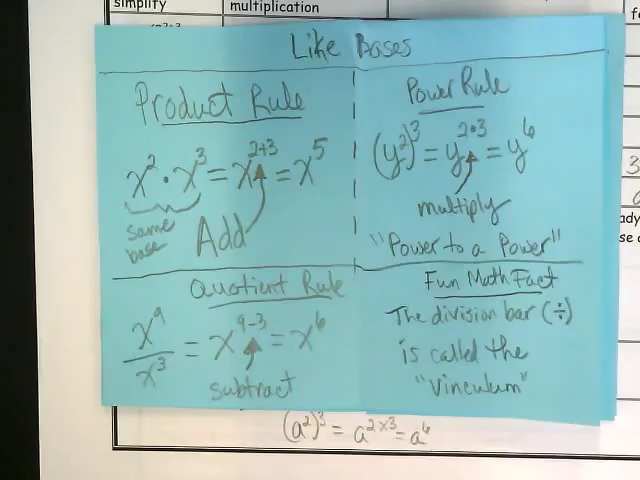 simplify
multiplication
Like Bases
Product Rule
x² · x³ = x²⁺³ = x⁵
same
base
Add
Power Rule
(y²)³ = y²•³ = y⁶
multiply
"Power to a Power"
Quotient Rule
x⁹/x³ = x⁹⁻³ = x⁶
subtract
Fun Math Fact
The division bar (÷)
is called the
"vinculum"
(a²)³ = a²ˣ³ = a⁶